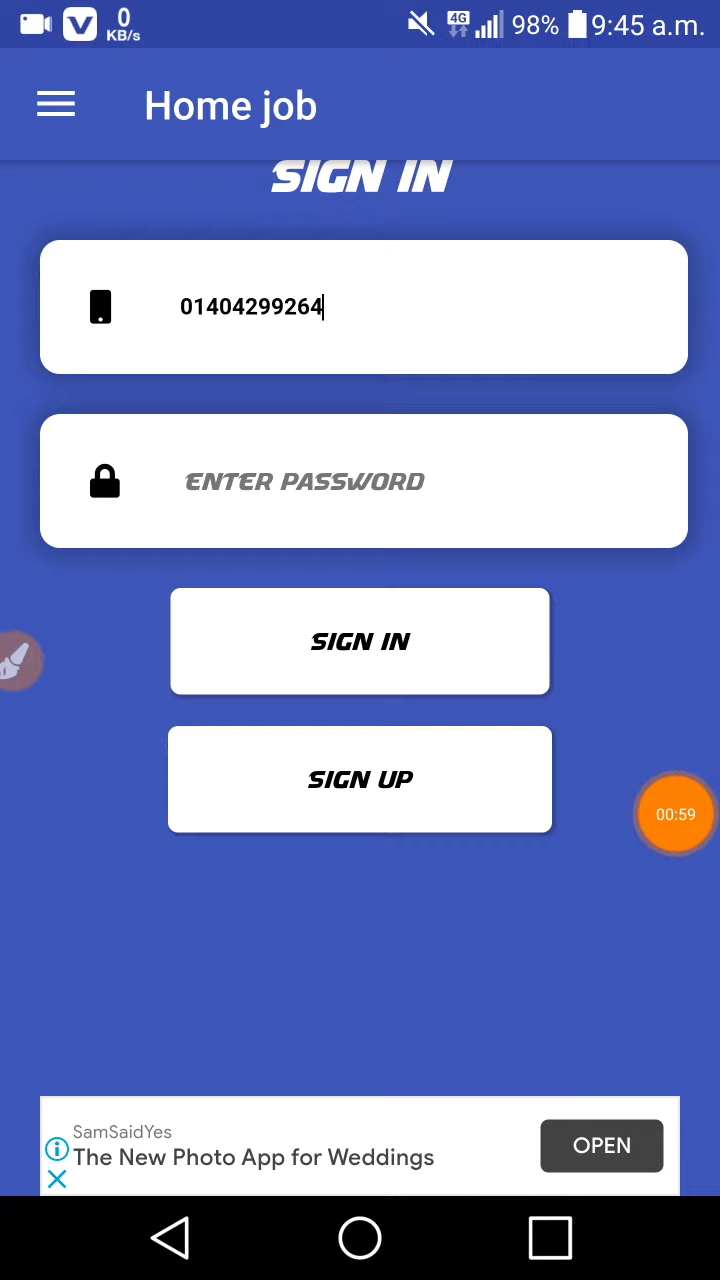 0 KB/s 4G 98% 9:45 a.m.
Home job
SIGN IN
01404299264
ENTER PASSWORD
SIGN IN
SIGN UP
00:59
SamSaidYes
The New Photo App for Weddings
OPEN